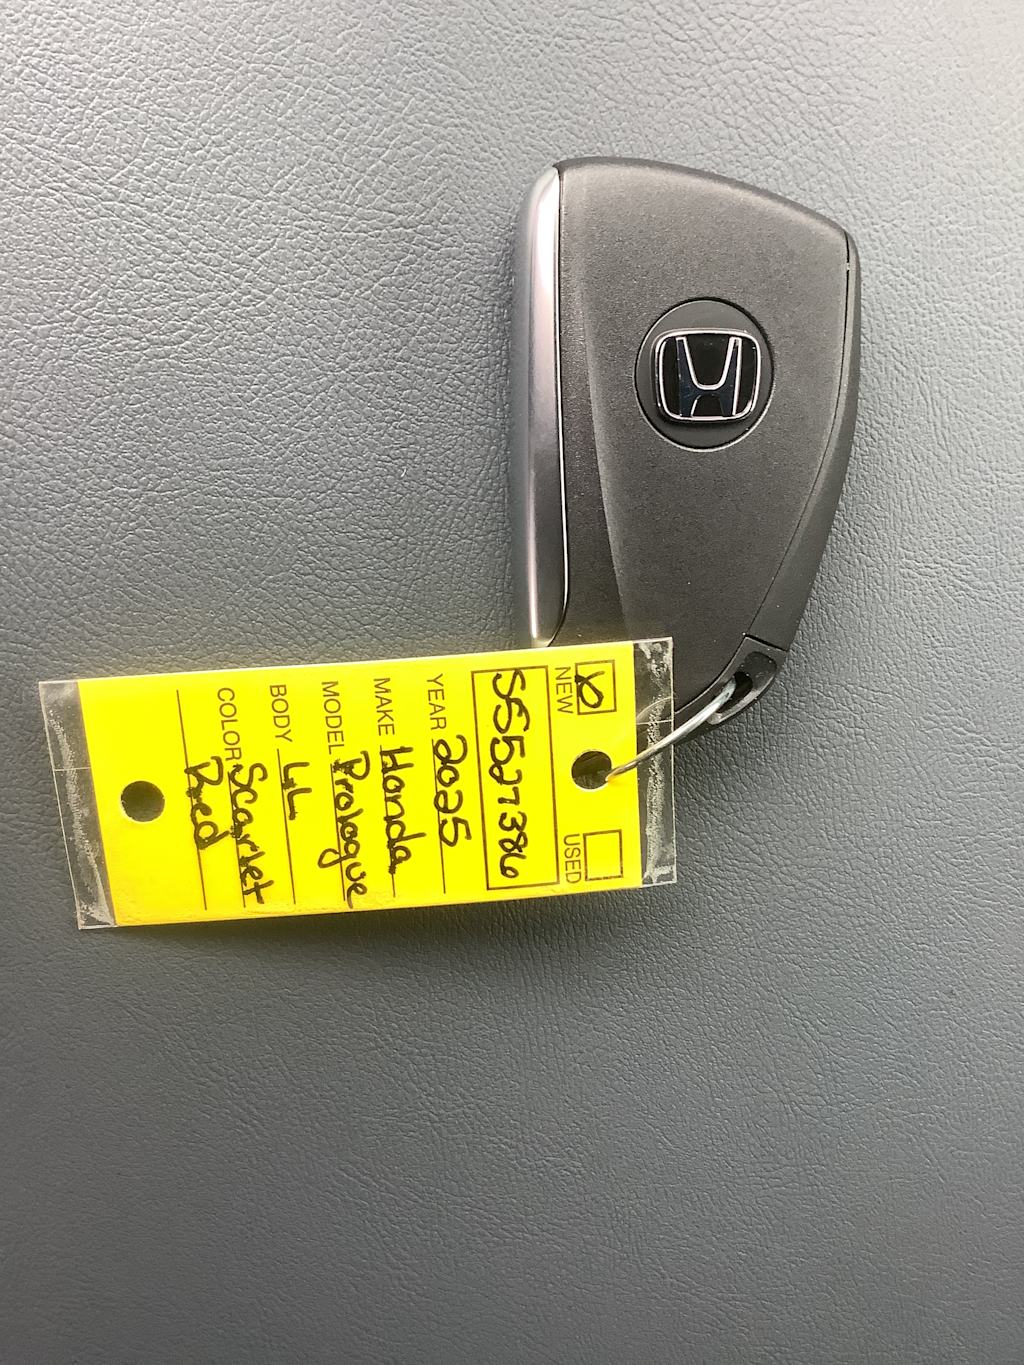 NEW USED
SS527386
YEAR 2025
MAKE Honda
MODEL Prologue
BODY 4L
COLOR Scarlet
Red